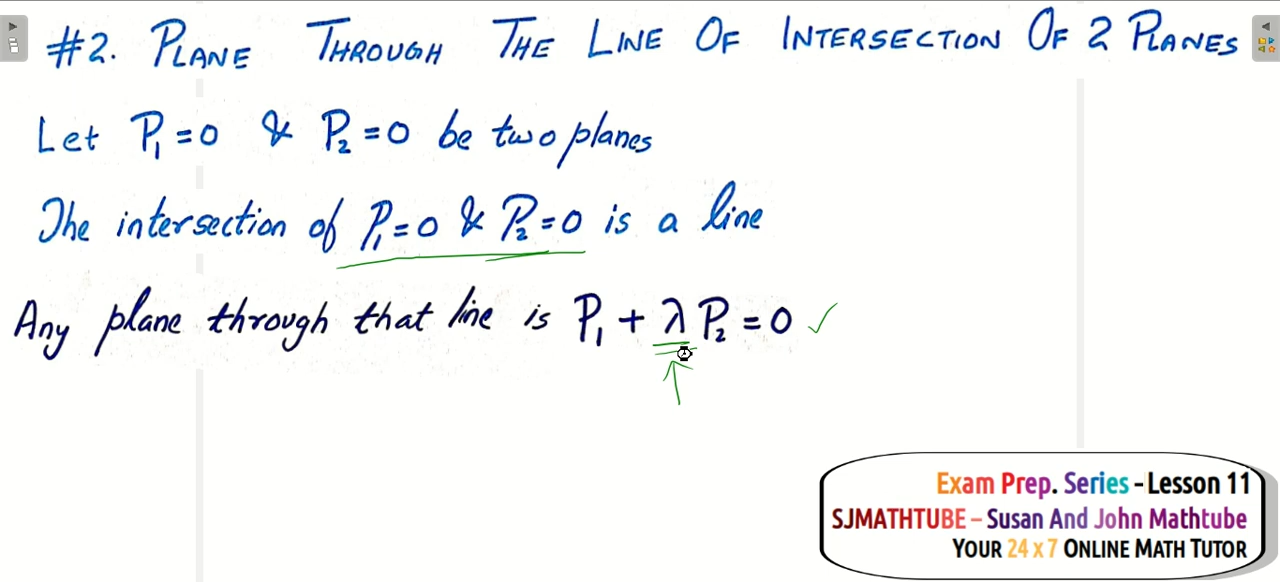 #2. PLANE THROUGH THE LINE OF INTERSECTION OF 2 PLANES
Let P₁ = 0 & P₂ = 0 be two planes
The intersection of P₁ = 0 & P₂ = 0 is a line
Any plane through that line is P₁ + λ P₂ = 0 ✓
Exam Prep. Series - Lesson 11
SJMATHTUBE – Susan And John Mathtube
YOUR 24 x 7 ONLINE MATH TUTOR